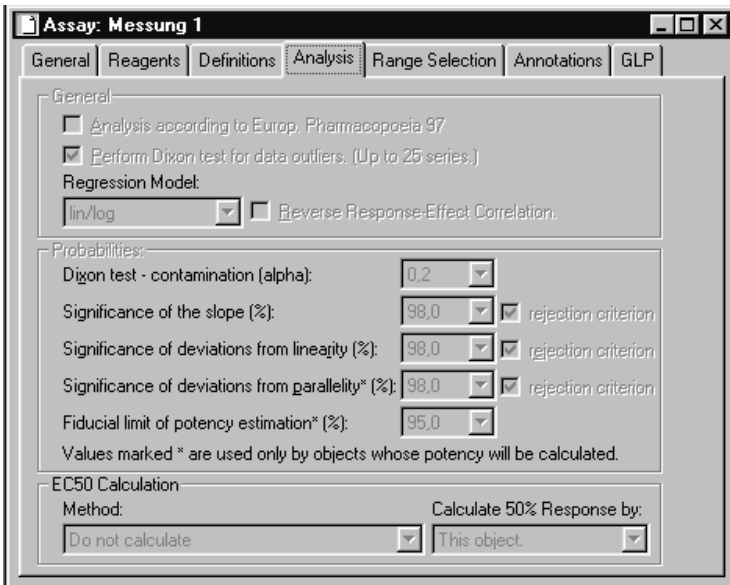 Assay: Messung 1
General Reagents Definitions Analysis Range Selection Annotations GLP
General
Analysis according to Europ. Pharmacopoeia 97
Perform Dixon test for data outliers. (Up to 25 series.)
Regression Model:
lin/log Reverse Response-Effect Correlation.
Probabilities:
Dixon test - contamination (alpha): 0,2
Significance of the slope (%): 98,0 rejection criterion
Significance of deviations from linearity (%): 98,0 rejection criterion
Significance of deviations from parallelity* (%): 98,0 rejection criterion
Fiducial limit of potency estimation* (%): 95,0
Values marked * are used only by objects whose potency will be calculated.
EC50 Calculation
Method: Calculate 50% Response by:
Do not calculate This object.